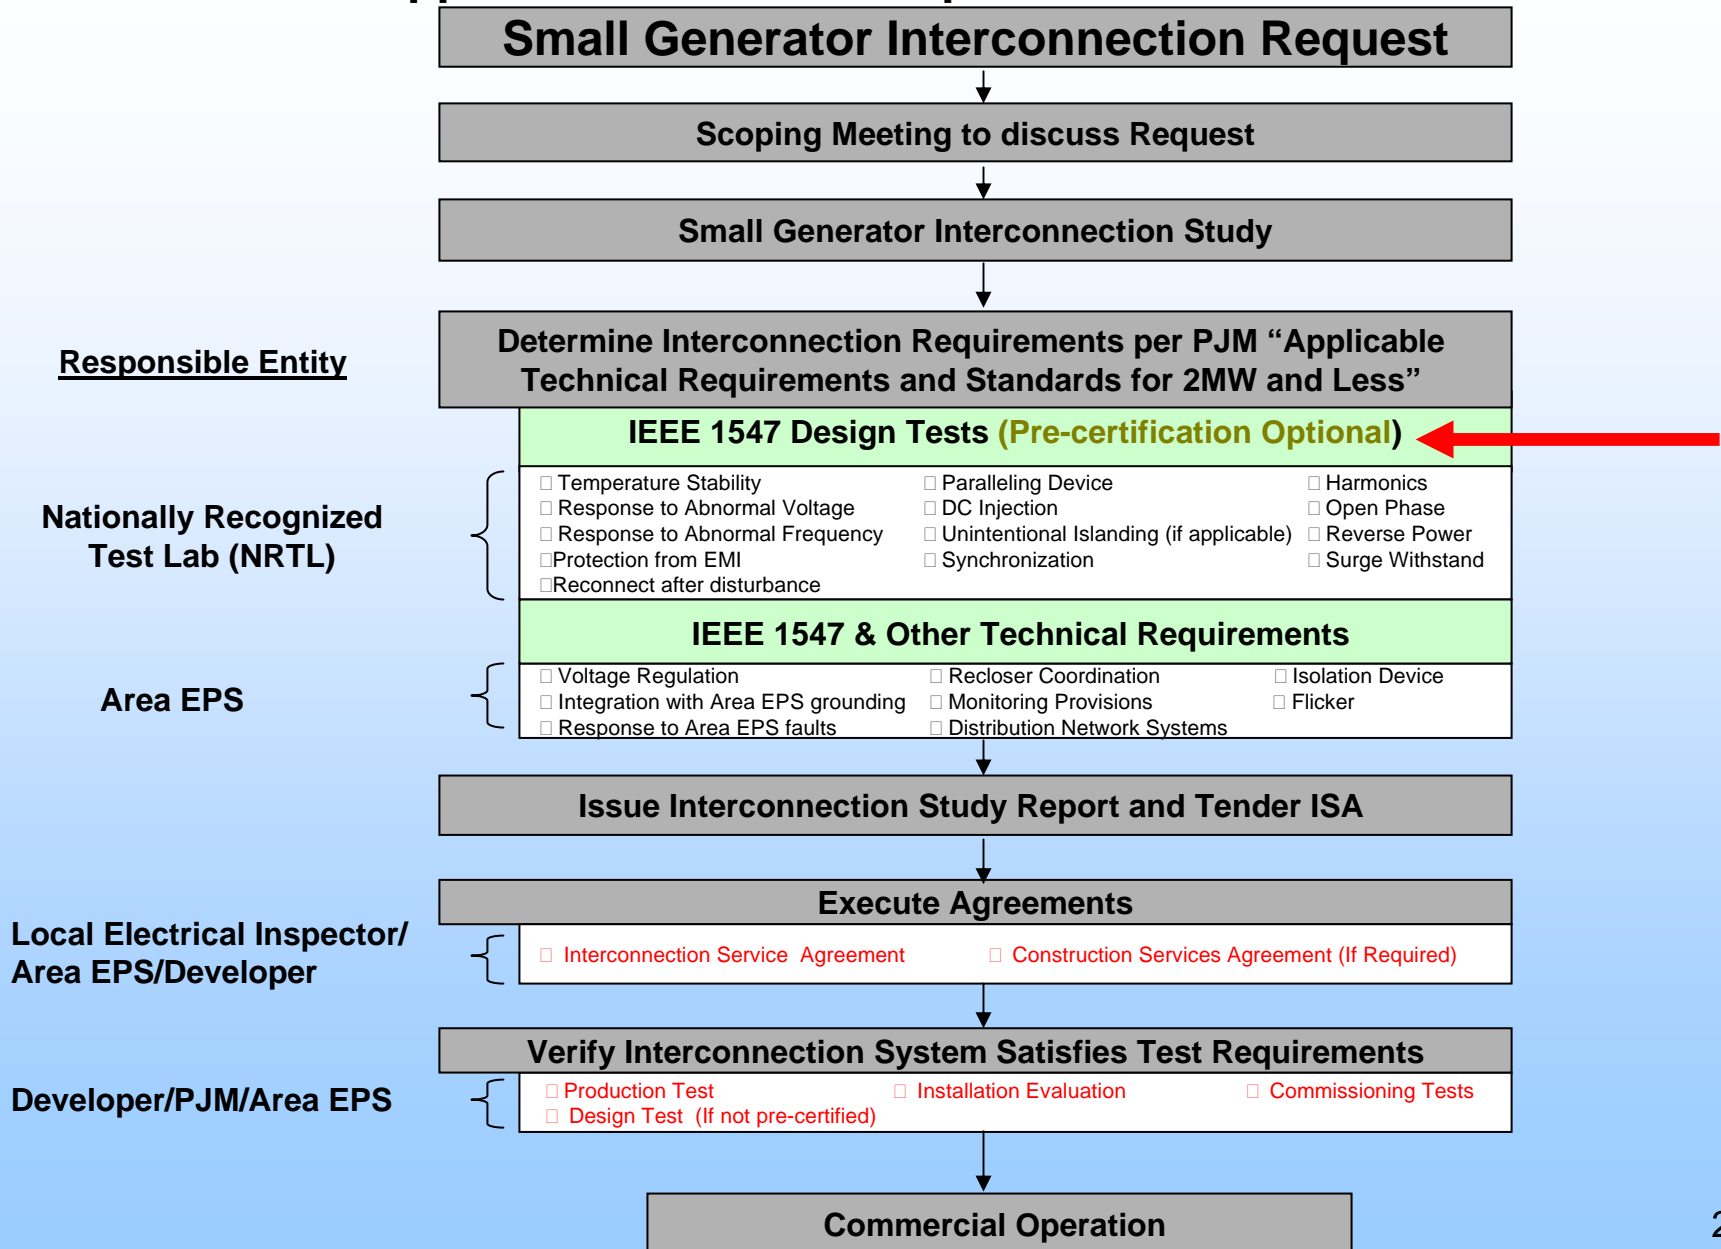 Small Generator Interconnection Request
Scoping Meeting to discuss Request
Small Generator Interconnection Study
Responsible Entity
Determine Interconnection Requirements per PJM “Applicable
Technical Requirements and Standards for 2MW and Less”
IEEE 1547 Design Tests (Pre-certification Optional)
Nationally Recognized
Test Lab (NRTL)
□ Temperature Stability □ Paralleling Device □ Harmonics
□ Response to Abnormal Voltage □ DC Injection □ Open Phase
□ Response to Abnormal Frequency □ Unintentional Islanding (if applicable) □ Reverse Power
□Protection from EMI □ Synchronization □ Surge Withstand
□Reconnect after disturbance
IEEE 1547 & Other Technical Requirements
Area EPS
□ Voltage Regulation □ Recloser Coordination □ Isolation Device
□ Integration with Area EPS grounding □ Monitoring Provisions □ Flicker
□ Response to Area EPS faults □ Distribution Network Systems
Issue Interconnection Study Report and Tender ISA
Execute Agreements
Local Electrical Inspector/
Area EPS/Developer
□ Interconnection Service Agreement □ Construction Services Agreement (If Required)
Verify Interconnection System Satisfies Test Requirements
Developer/PJM/Area EPS
□ Production Test □ Installation Evaluation □ Commissioning Tests
□ Design Test (If not pre-certified)
Commercial Operation